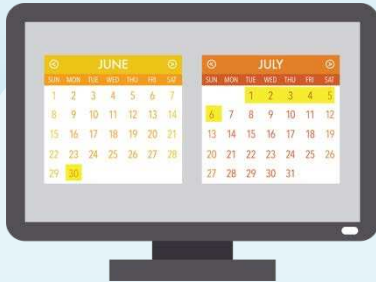 JUNE
SUN MON TUE WED THU FRI SAT
1 2 3 4 5 6 7
8 9 10 11 12 13 14
15 16 17 18 19 20 21
22 23 24 25 26 27 28
29 30
JULY
SUN MON TUE WED THU FRI SAT
1 2 3 4 5
6 7 8 9 10 11 12
13 14 15 16 17 18 19
20 21 22 23 24 25 26
27 28 29 30 31